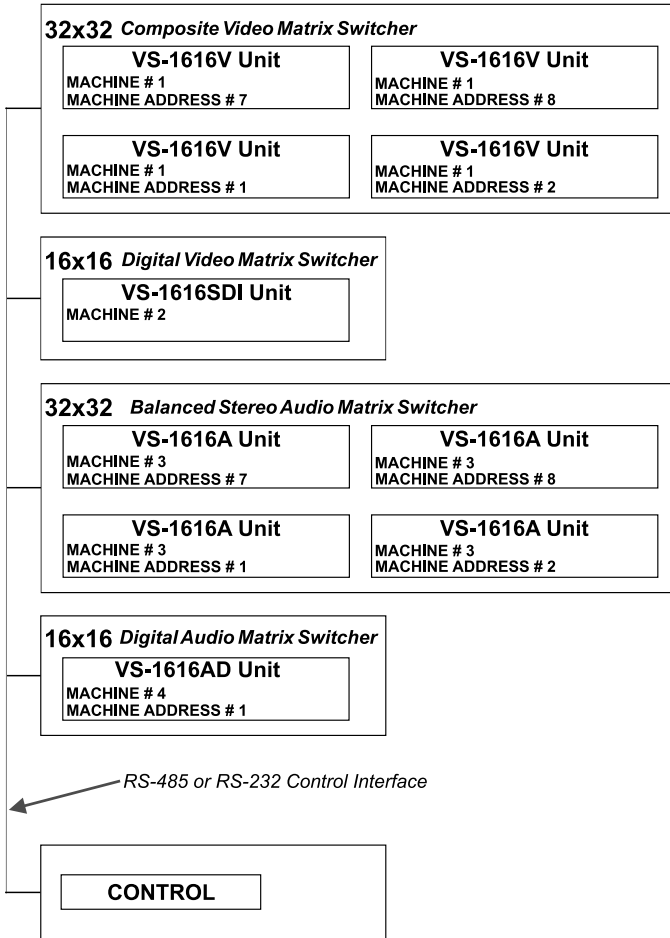 32x32 Composite Video Matrix Switcher
VS-1616V Unit
MACHINE # 1
MACHINE ADDRESS # 7
VS-1616V Unit
MACHINE # 1
MACHINE ADDRESS # 8
VS-1616V Unit
MACHINE # 1
MACHINE ADDRESS # 1
VS-1616V Unit
MACHINE # 1
MACHINE ADDRESS # 2
16x16 Digital Video Matrix Switcher
VS-1616SDI Unit
MACHINE # 2
32x32 Balanced Stereo Audio Matrix Switcher
VS-1616A Unit
MACHINE # 3
MACHINE ADDRESS # 7
VS-1616A Unit
MACHINE # 3
MACHINE ADDRESS # 8
VS-1616A Unit
MACHINE # 3
MACHINE ADDRESS # 1
VS-1616A Unit
MACHINE # 3
MACHINE ADDRESS # 2
16x16 Digital Audio Matrix Switcher
VS-1616AD Unit
MACHINE # 4
MACHINE ADDRESS # 1
RS-485 or RS-232 Control Interface
CONTROL